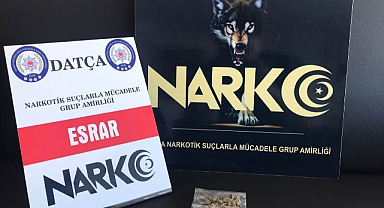 DATÇA
NARKOTİK SUÇLARLA MÜCADELE
GRUP AMİRLİĞİ
ESRAR
NARKO
NARKO
A NARKOTİK SUÇLARLA MÜCADELE GRUP AMİRLİĞİ